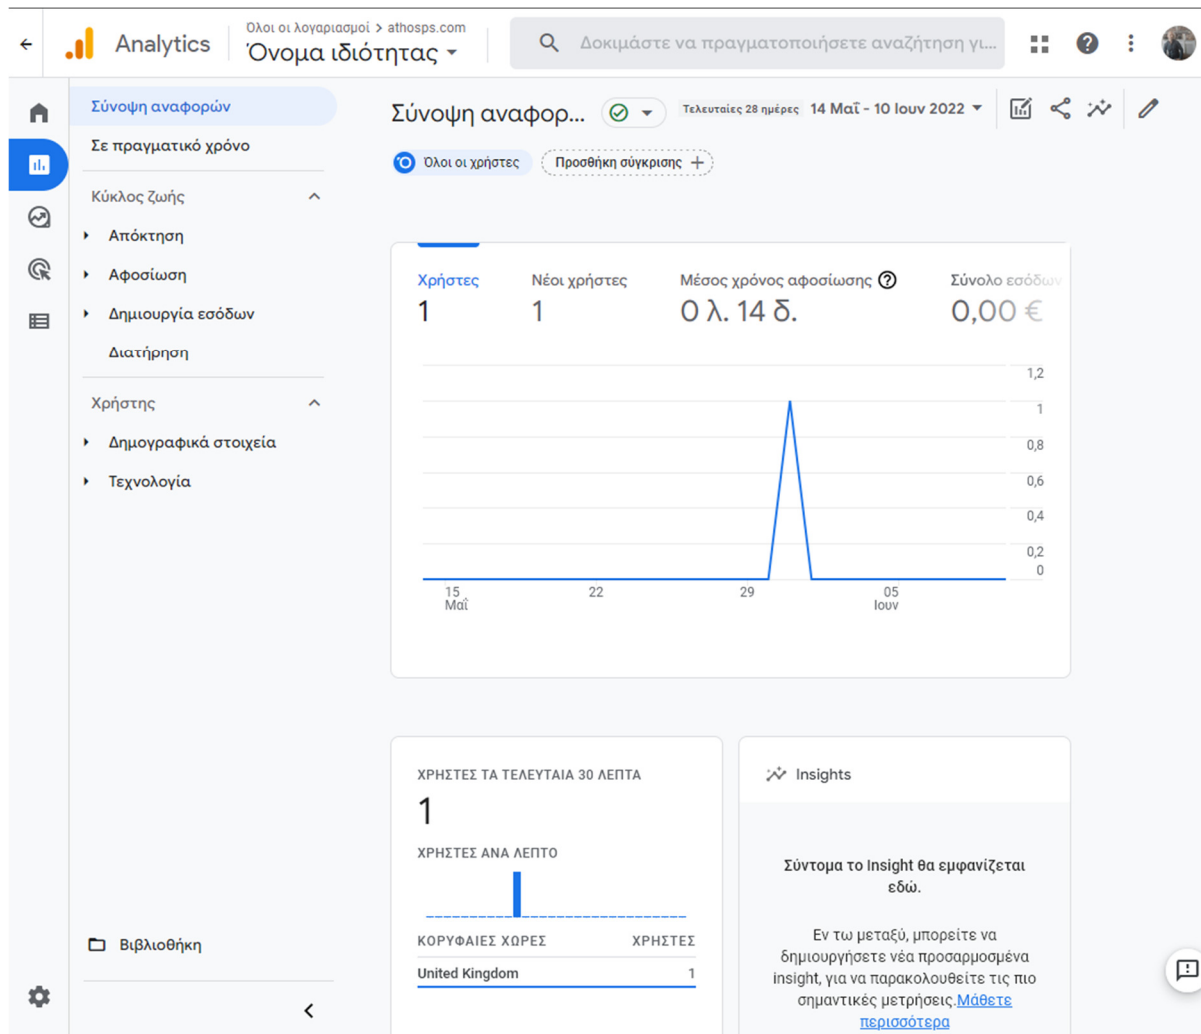 Analytics
Όλοι οι λογαριασμοί > athosps.com
Όνομα ιδιότητας
Δοκιμάστε να πραγματοποιήσετε αναζήτηση γι...
Σύνοψη αναφορών
Σε πραγματικό χρόνο
Κύκλος ζωής
Απόκτηση
Αφοσίωση
Δημιουργία εσόδων
Διατήρηση
Χρήστης
Δημογραφικά στοιχεία
Τεχνολογία
Βιβλιοθήκη
Σύνοψη αναφορ...
Τελευταίες 28 ημέρες 14 Μαΐ - 10 Ιουν 2022
Όλοι οι χρήστες
Προσθήκη σύγκρισης +
Χρήστες
1
Νέοι χρήστες
1
Μέσος χρόνος αφοσίωσης
0 λ. 14 δ.
Σύνολο εσόδων
0,00 €
1,2
1
0,8
0,6
0,4
0,2
0
15
Μαΐ
22
29
05
Ιουν
ΧΡΗΣΤΕΣ ΤΑ ΤΕΛΕΥΤΑΙΑ 30 ΛΕΠΤΑ
1
ΧΡΗΣΤΕΣ ΑΝΑ ΛΕΠΤΟ
ΚΟΡΥΦΑΙΕΣ ΧΩΡΕΣ ΧΡΗΣΤΕΣ
United Kingdom 1
Insights
Σύντομα το Insight θα εμφανίζεται
εδώ.
Εν τω μεταξύ, μπορείτε να
δημιουργήσετε νέα προσαρμοσμένα
insight, για να παρακολουθείτε τις πιο
σημαντικές μετρήσεις.Μάθετε
περισσότερα